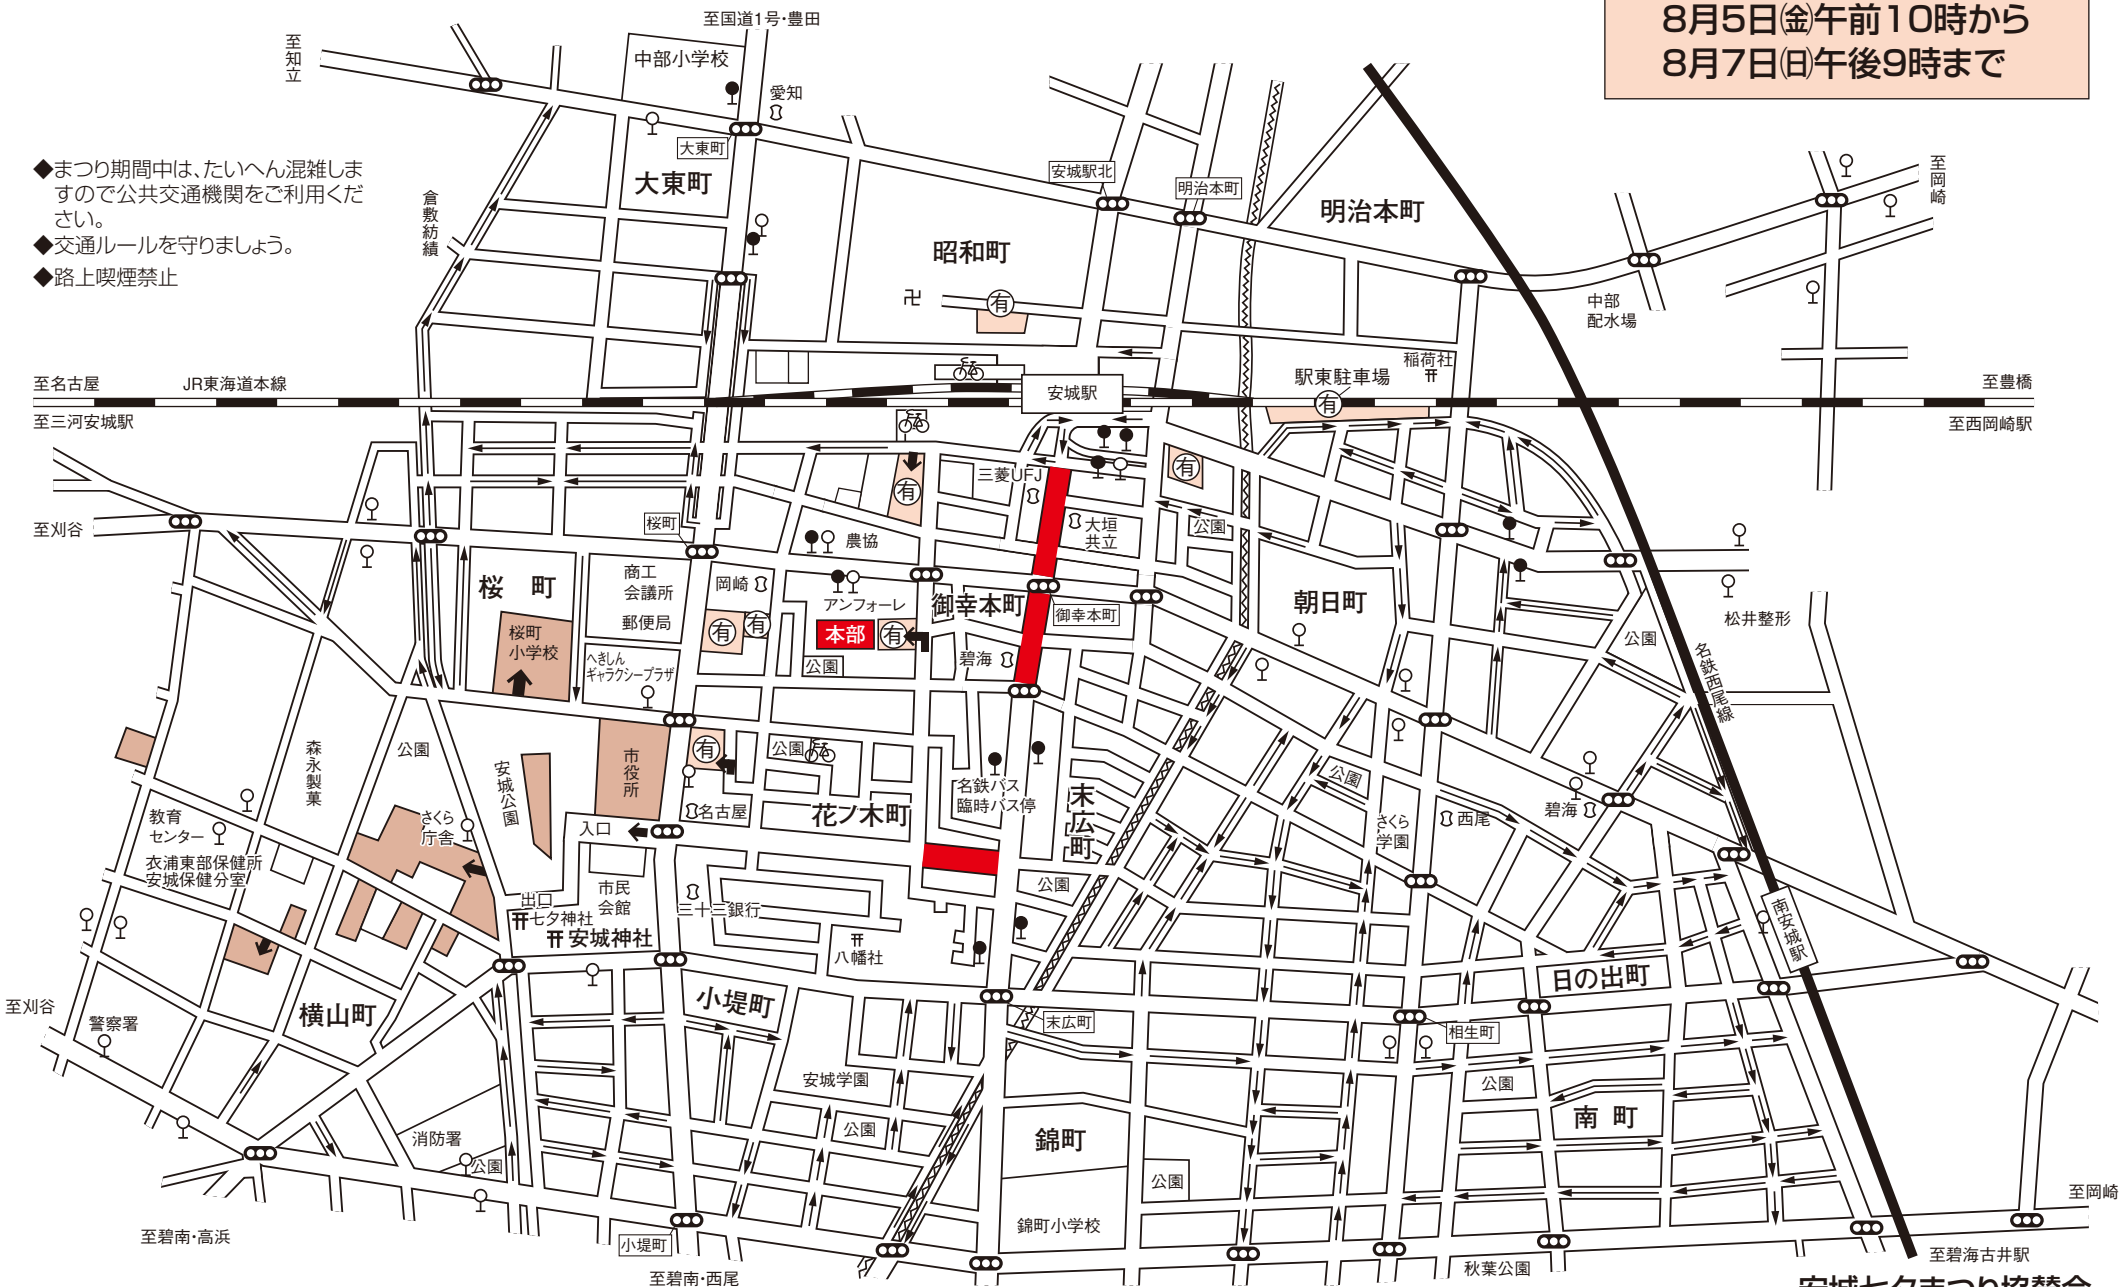 8月5日㈮午前10時から
8月7日㈰午後9時まで
至国道1号・豊田
至知立
中部小学校
愛知
大東町
◆まつり期間中は、たいへん混雑しま
すので公共交通機関をご利用くだ
さい。
◆交通ルールを守りましょう。
◆路上喫煙禁止
大東町
安城駅北
明治本町
至岡崎
倉敷紡績
昭和町
明治本町
有
中部
配水場
稲荷社
駅東駐車場
有
至名古屋
JR東海道本線
安城駅
至豊橋
至三河安城駅
至西岡崎駅
三菱UFJ
有
有
至刈谷
桜町
農協
大垣
共立
公園
桜 町
商工
会議所
郵便局
岡崎
アンフォーレ
御幸本町
御幸本町
朝日町
松井整形
公園
桜町
小学校
有
有
本部
有
公園
碧海
へきしん
ギャラクシープラザ
名鉄西尾線
森永製菓
公園
安城公園
市役所
有
公園
名鉄バス
臨時バス停
末広町
公園
さくら
学園
西尾
碧海
教育
センター
さくら
庁舎
入口
名古屋
花ノ木町
衣浦東部保健所
安城保健分室
出口
市民
会館
三十三銀行
公園
七夕神社
安城神社
八幡社
南安城駅
至刈谷
警察署
横山町
小堤町
末広町
相生町
日の出町
安城学園
公園
公園
南 町
消防署
公園
錦町
公園
至岡崎
至碧南・高浜
小堤町
錦町小学校
至碧南・西尾
秋葉公園
至碧海古井駅
安城七夕まつり協賛会